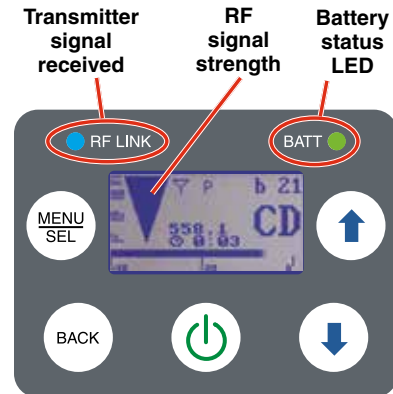 Transmitter signal received
RF signal strength
Battery status LED
RF LINK
BATT
P
b 21
CD
558.1
0:03
MENU
SEL
BACK